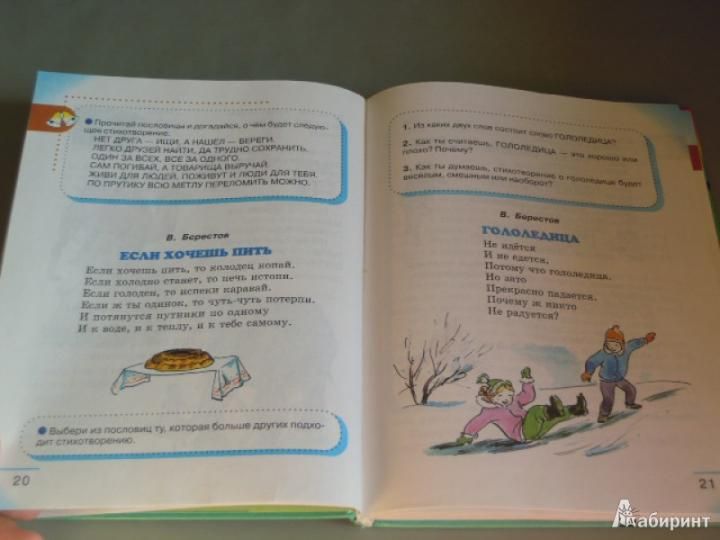 Прочитай пословицы и догадайся, о чём будет следую-
щее стихотворение.
НЕТ ДРУГА — ИЩИ, А НАШЁЛ — БЕРЕГИ.
ЛЕГКО ДРУЗЕЙ НАЙТИ, ДА ТРУДНО СОХРАНИТЬ.
ОДИН ЗА ВСЕХ, ВСЕ ЗА ОДНОГО.
САМ ПОГИБАЙ, А ТОВАРИЩА ВЫРУЧАЙ.
ЖИВИ ДЛЯ ЛЮДЕЙ, ПОЖИВУТ И ЛЮДИ ДЛЯ ТЕБЯ.
ПО ПРУТИКУ ВСЮ МЕТЛУ ПЕРЕЛОМИТЬ МОЖНО.
В. Берестов
ЕСЛИ ХОЧЕШЬ ПИТЬ
Если хочешь пить, то колодец копай.
Если холодно станет, то печь истопи.
Если голоден, то испеки каравай.
Если ж ты одинок, то чуть-чуть потерпи.
И потянутся путники по одному
И к воде, и к теплу, и к тебе самому.
Выбери из пословиц ту, которая больше других подхо-
дит стихотворению.
20
1. Из каких двух слов состоит слово ГОЛОЛЕДИЦА?
2. Как ты считаешь, ГОЛОЛЕДИЦА — это хорошо или
плохо? Почему?
3. Как ты думаешь, стихотворение о гололедице будет
весёлым, смешным или наоборот?
В. Берестов
ГОЛОЛЕДИЦА
Не идётся
И не едется,
Потому что гололедица.
Но зато
Прекрасно падается.
Почему ж никто
Не радуется?
21
Лабиринт